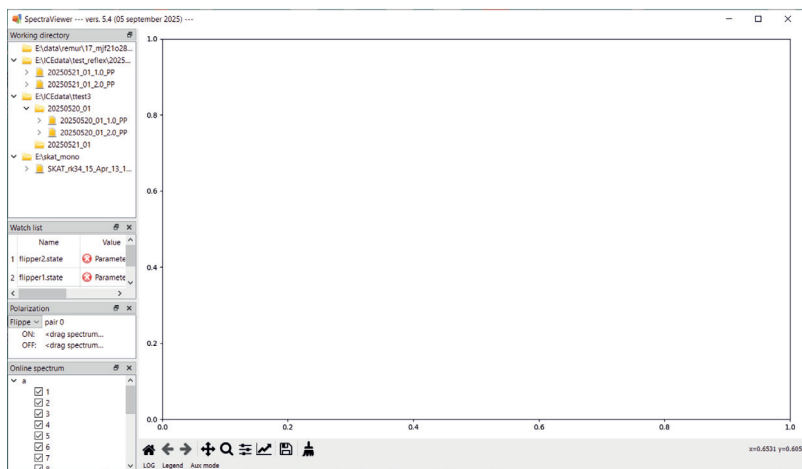 SpectraViewer --- vers. 5.4 (05 september 2025) ---
Working directory
E:\data\remur\17_mjf21o28...
E:\ICEdata\test_reflex\2025...
20250521_01_1.0_PP
20250521_01_2.0_PP
E:\ICEdata\ttest3
20250520_01
20250520_01_1.0_PP
20250520_01_2.0_PP
20250521_01
E:\skat_mono
SKAT_rk34_15_Apr_13_1...
Watch list
Name Value
1 flipper2.state Paramete
2 flipper1.state Paramete
Polarization
Flippe pair 0
ON: <drag spectrum...
OFF: <drag spectrum...
Online spectrum
a
1
2
3
4
5
6
7
8
1.0
0.8
0.6
0.4
0.2
0.0
0.0 0.2 0.4 0.6 0.8 1.0
LOG Legend Aux mode
x=0.6531 y=0.605